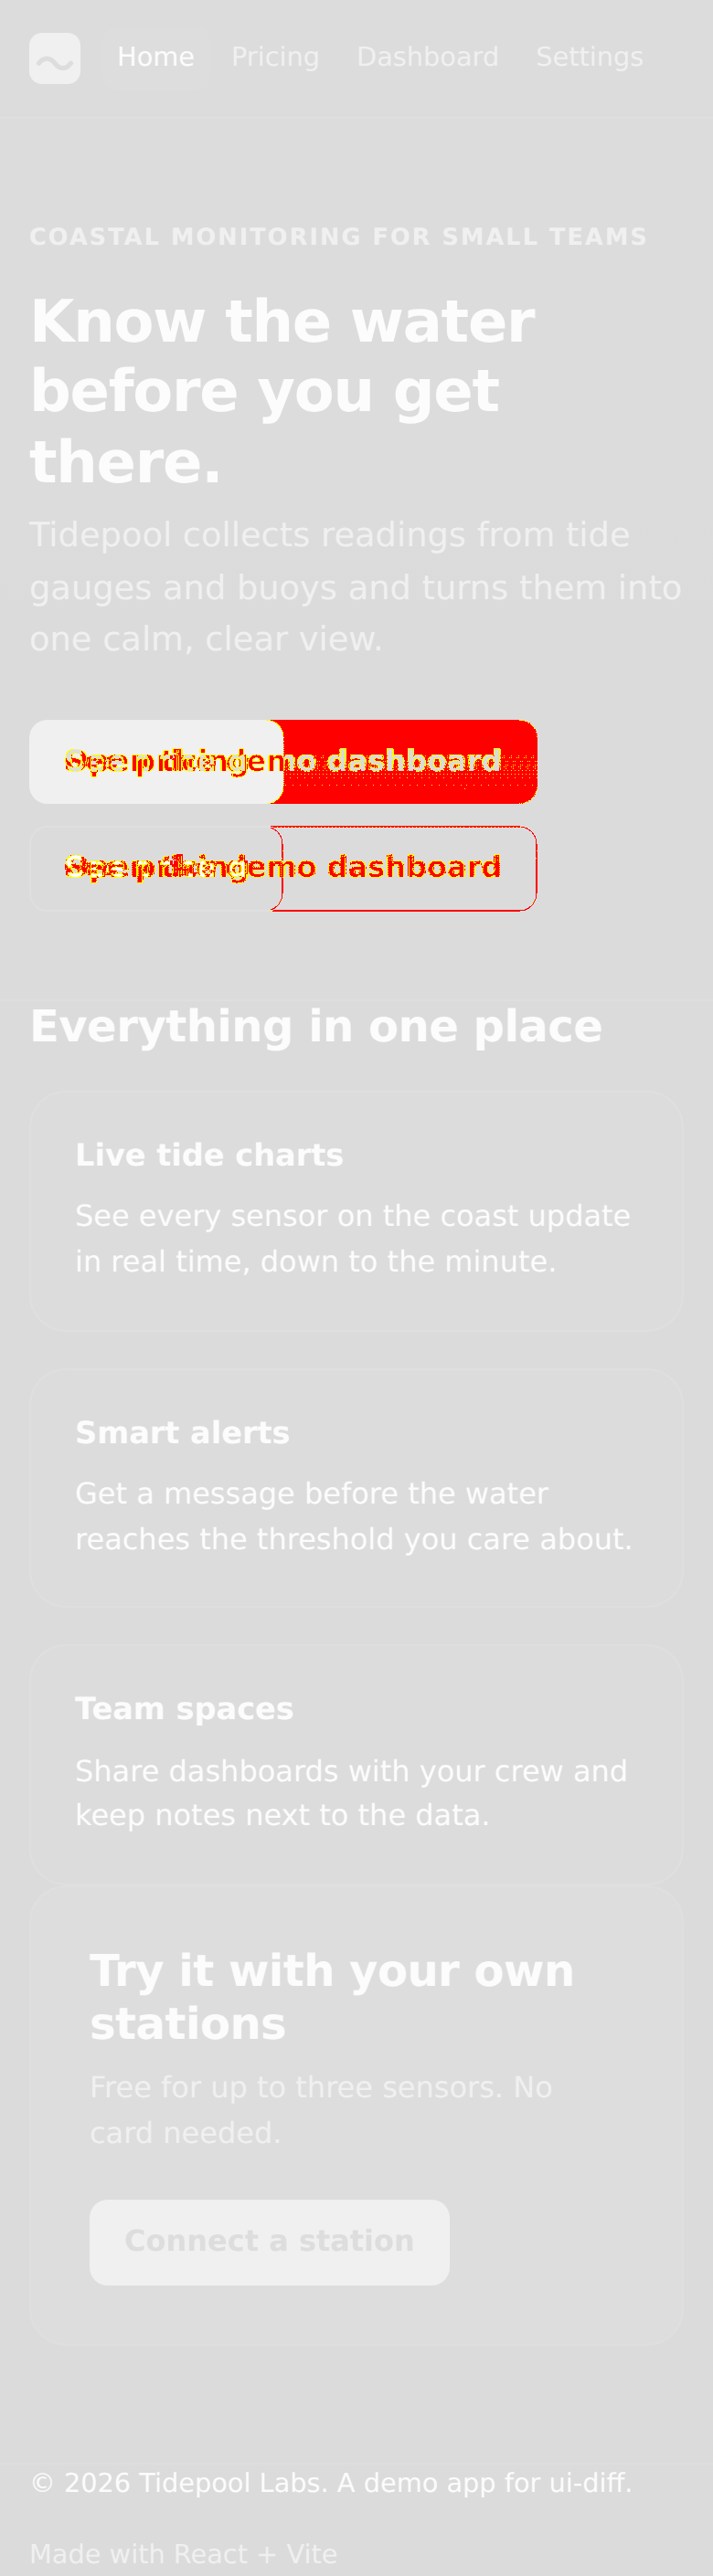 Home Pricing Dashboard Settings
COASTAL MONITORING FOR SMALL TEAMS
Know the water
before you get
there.
Tidepool collects readings from tide
gauges and buoys and turns them into
one calm, clear view.
dashboard
dashboard
Everything in one place
Live tide charts
See every sensor on the coast update
in real time, down to the minute.
Smart alerts
Get a message before the water
reaches the threshold you care about.
Team spaces
Share dashboards with your crew and
keep notes next to the data.
Try it with your own
stations
Free for up to three sensors. No
card needed.
Connect a station
© 2026 Tidepool Labs. A demo app for ui-diff.
Made with React + Vite